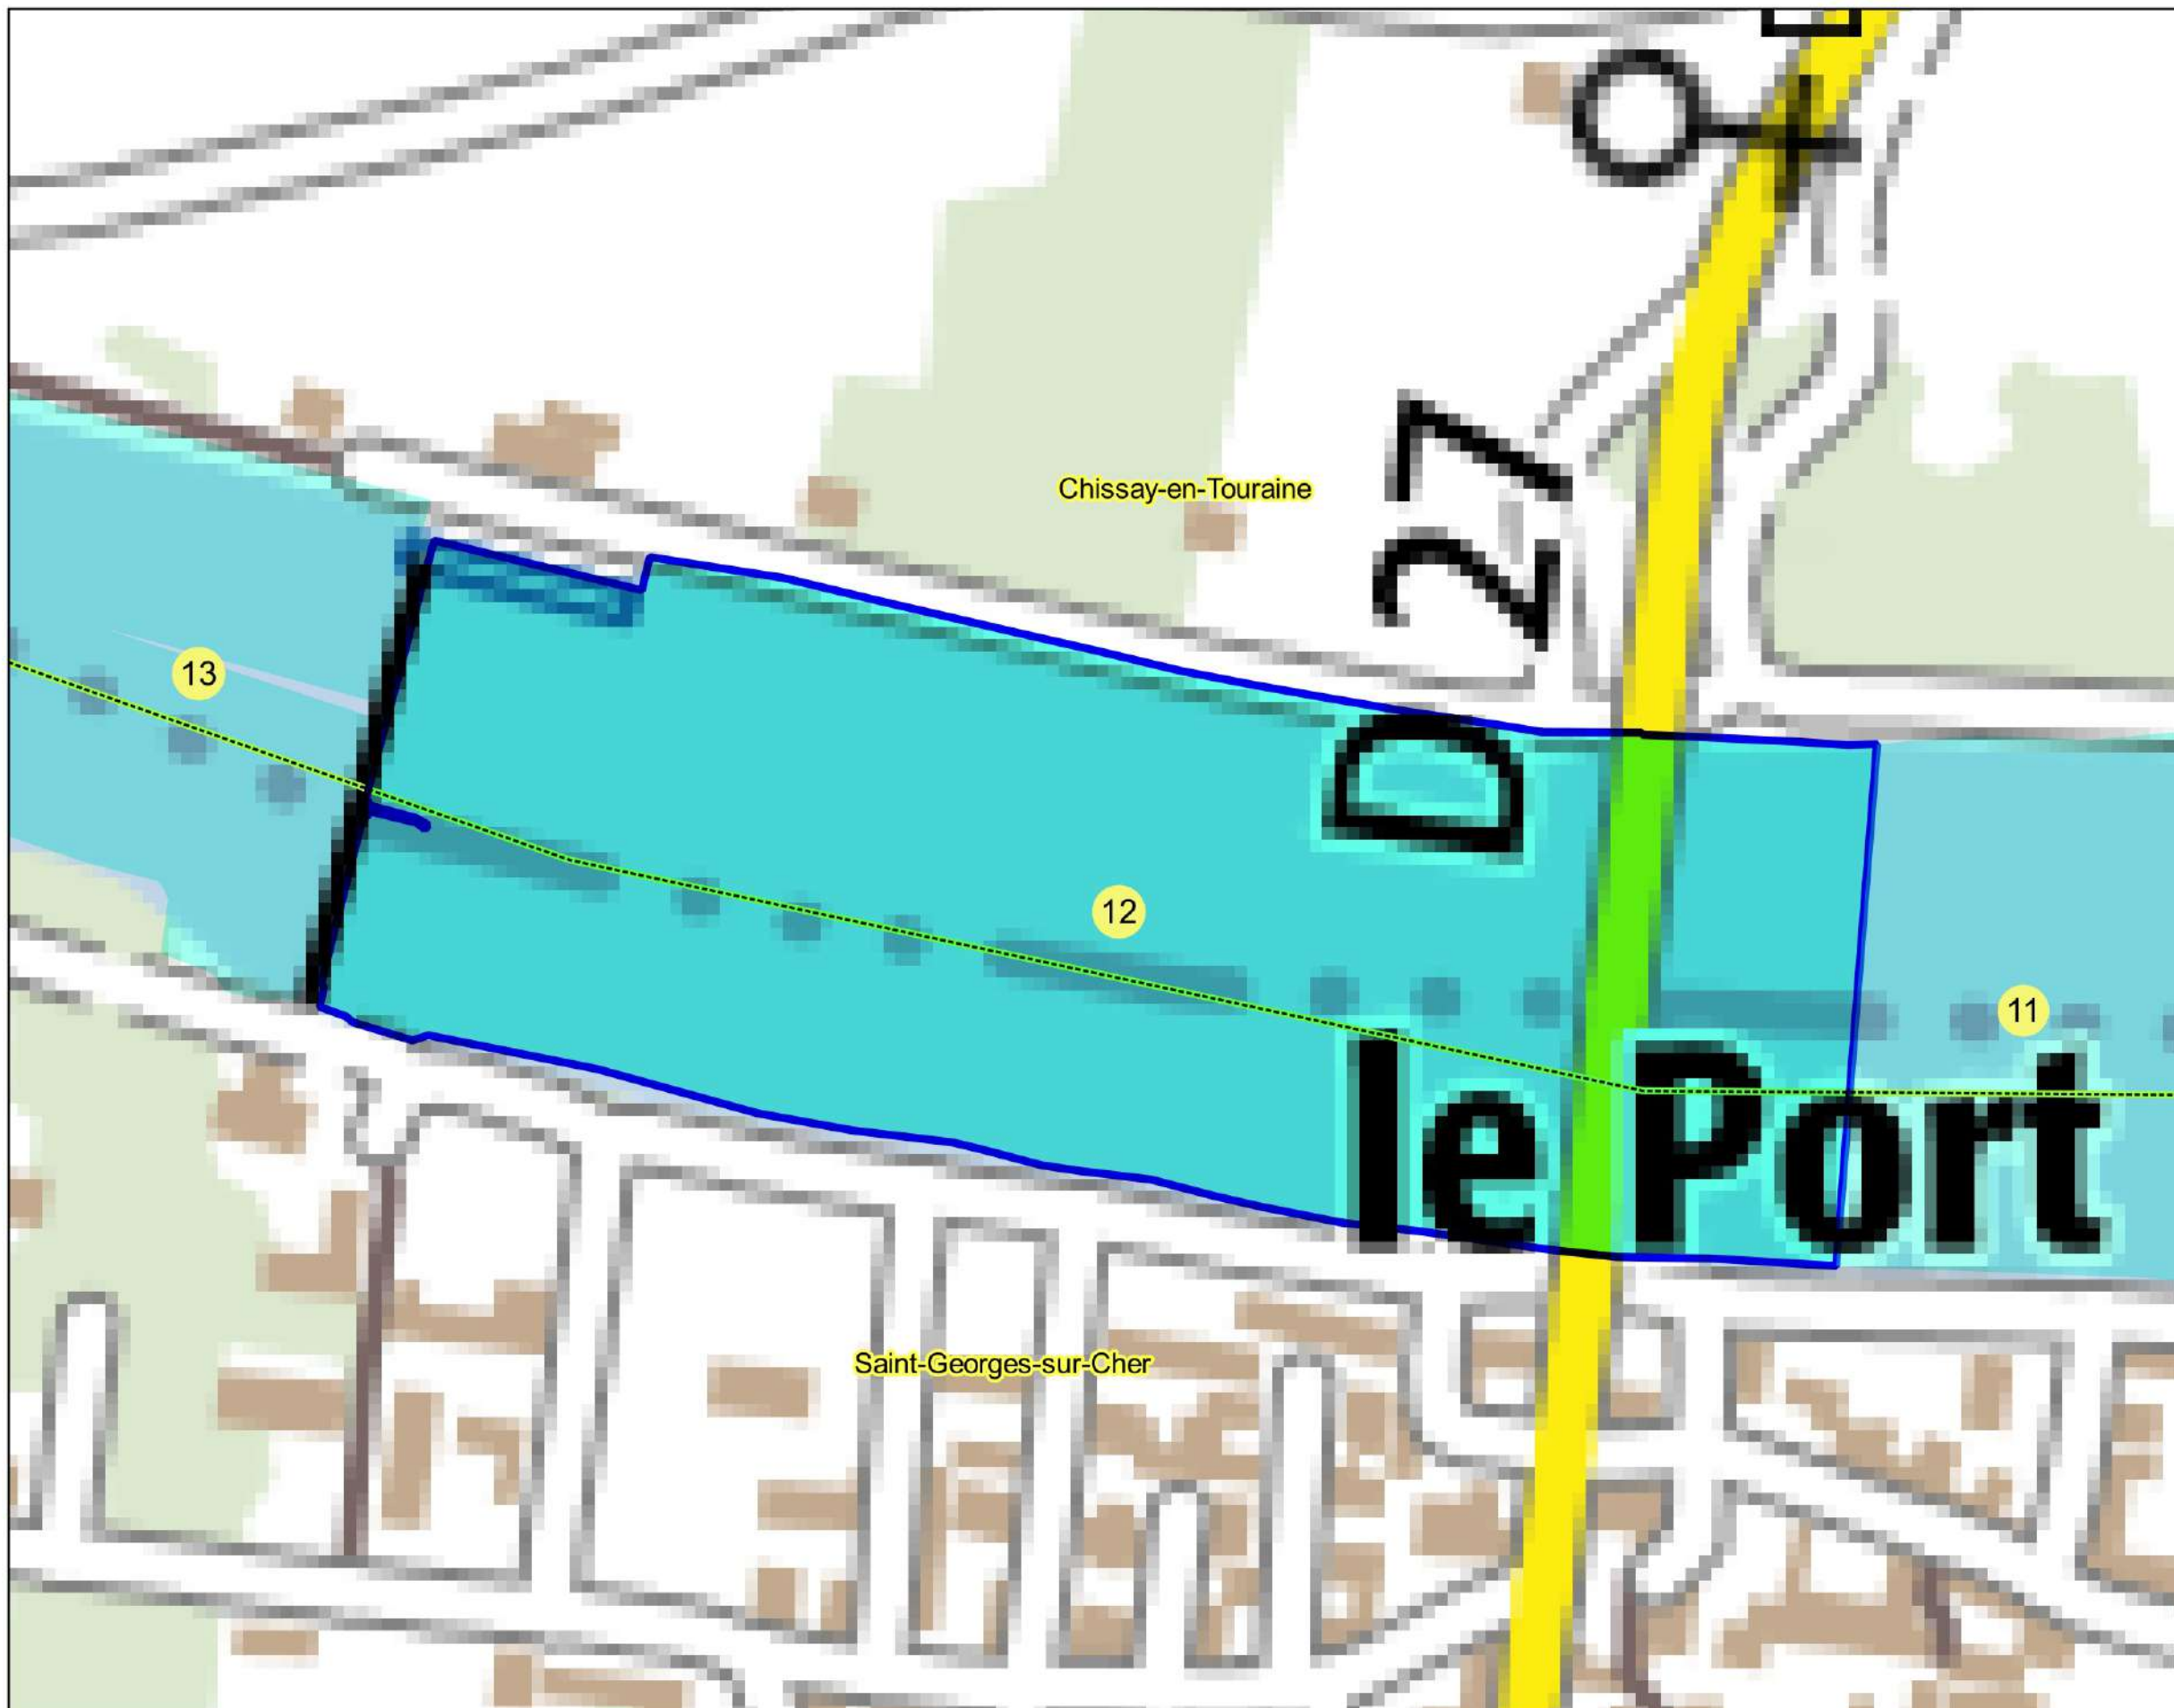 Chissay-en-Touraine
D 27
13
12
11
le Port
Saint-Georges-sur-Cher